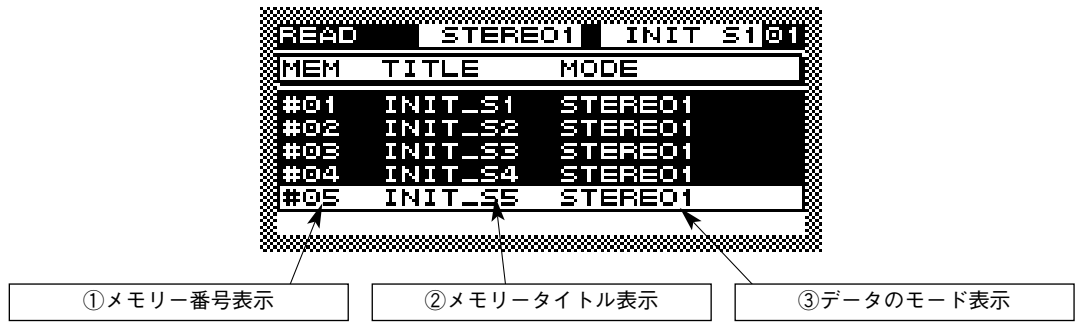 READ STEREO1 INIT S1 01
MEM TITLE MODE
#01 INIT_S1 STEREO1
#02 INIT_S2 STEREO1
#03 INIT_S3 STEREO1
#04 INIT_S4 STEREO1
#05 INIT_S5 STEREO1
①メモリー番号表示 ②メモリータイトル表示 ③データのモード表示